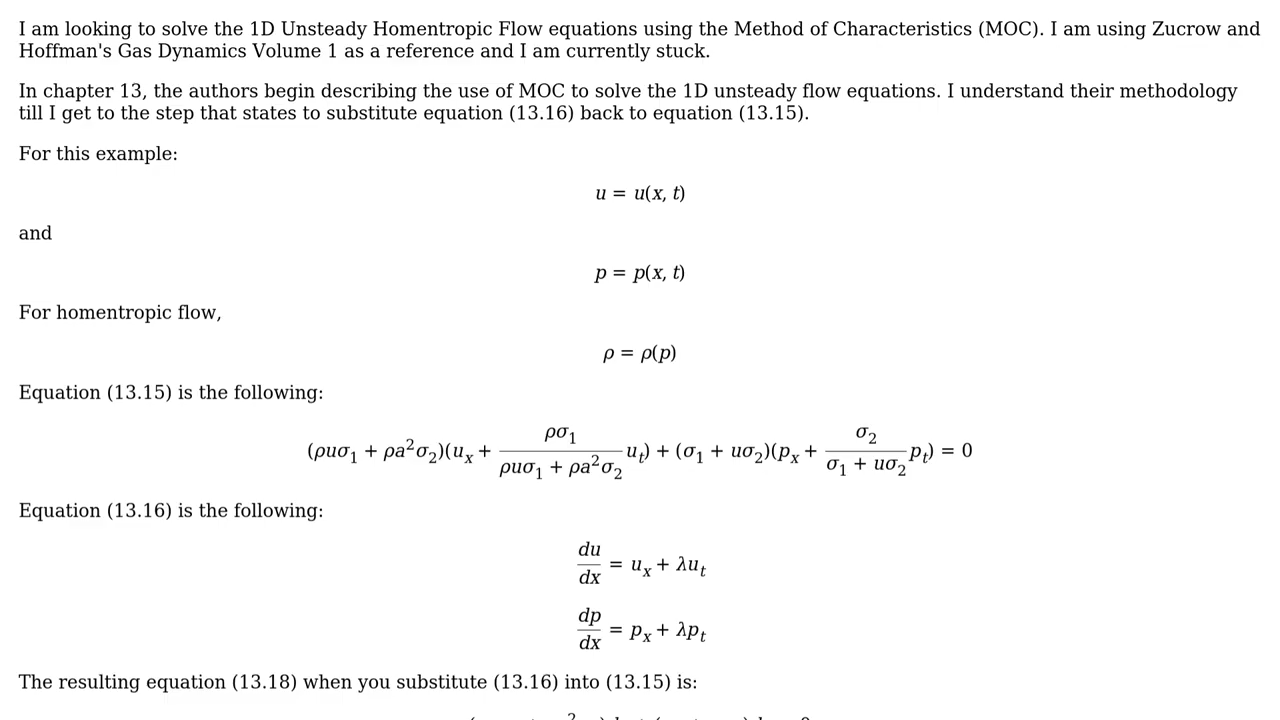 I am looking to solve the 1D Unsteady Homentropic Flow equations using the Method of Characteristics (MOC). I am using Zucrow and
Hoffman's Gas Dynamics Volume 1 as a reference and I am currently stuck.
In chapter 13, the authors begin describing the use of MOC to solve the 1D unsteady flow equations. I understand their methodology
till I get to the step that states to substitute equation (13.16) back to equation (13.15).
For this example:
u = u(x, t)
and
p = p(x, t)
For homentropic flow,
ρ = ρ(p)
Equation (13.15) is the following:
(ρuσ₁ + ρa²σ₂)(uₓ + \frac{ρσ₁}{ρuσ₁ + ρa²σ₂} uₜ) + (σ₁ + uσ₂)(pₓ + \frac{σ₂}{σ₁ + uσ₂} pₜ) = 0
Equation (13.16) is the following:
\frac{du}{dx} = uₓ + λuₜ
\frac{dp}{dx} = pₓ + λpₜ
The resulting equation (13.18) when you substitute (13.16) into (13.15) is: